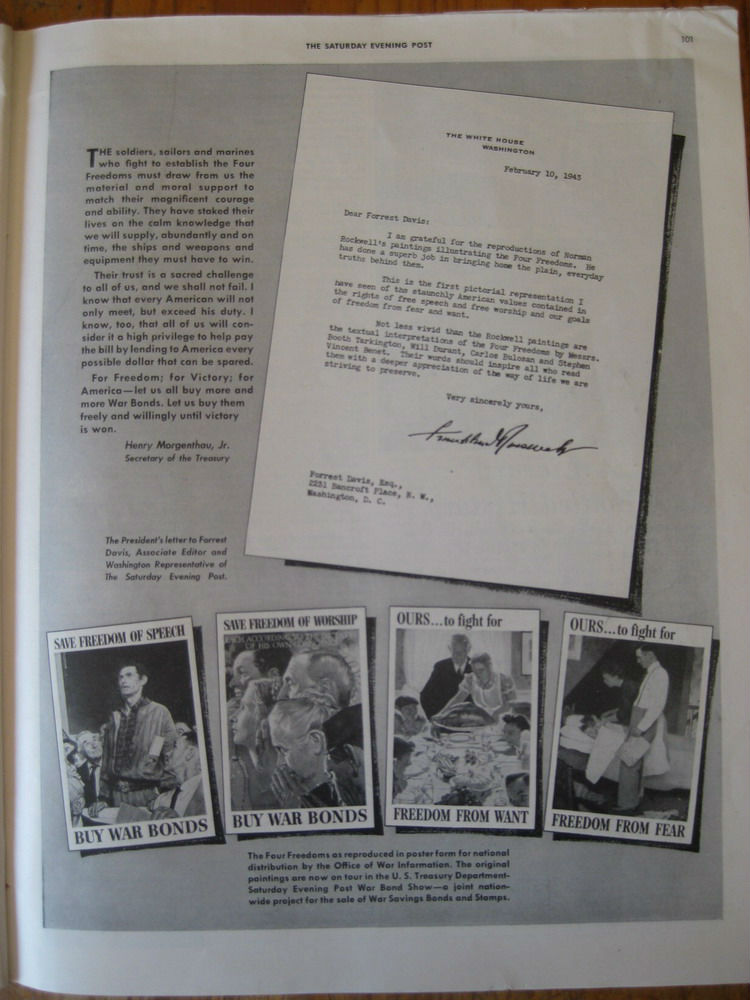 THE SATURDAY EVENING POST
101
THE soldiers, sailors and marines
who fight to establish the Four
Freedoms must draw from us the
material and moral support to
match their magnificent courage
and ability. They have staked their
lives on the calm knowledge that
we will supply, abundantly and on
time, the ships and weapons and
equipment they must have to win.
Their trust is a sacred challenge
to all of us, and we shall not fail. I
know that every American will not
only meet, but exceed his duty. I
know, too, that all of us will con-
sider it a high privilege to help pay
the bill by lending to America every
possible dollar that can be spared.
For Freedom; for Victory; for
America—let us all buy more and
more War Bonds. Let us buy them
freely and willingly until victory
is won.
Henry Morgenthau, Jr.
Secretary of the Treasury
The President's letter to Forrest
Davis, Associate Editor and
Washington Representative of
The Saturday Evening Post.
THE WHITE HOUSE
WASHINGTON
February 10, 1943
Dear Forrest Davis:
I am grateful for the reproductions of Norman
Rockwell's paintings illustrating the Four Freedoms. He
has done a superb job in bringing home the plain, everyday
truths behind them.
This is the first pictorial representation I
have seen of the staunchly American values contained in
the rights of free speech and free worship and our goals
of freedom from fear and want.
Not less vivid than the Rockwell paintings are
the textual interpretations of the Four Freedoms by Messrs.
Booth Tarkington, Will Durant, Carlos Bulosan and Stephen
Vincent Benet. Their words should inspire all who read
them with a deeper appreciation of the way of life we are
striving to preserve.
Very sincerely yours,
Franklin D Roosevelt
Forrest Davis, Esq.,
2231 Bancroft Place, N. W.,
Washington, D. C.
SAVE FREEDOM OF SPEECH
BUY WAR BONDS
SAVE FREEDOM OF WORSHIP
EACH ACCORDING TO THE
OF HIS OWN
BUY WAR BONDS
OURS...to fight for
FREEDOM FROM WANT
OURS...to fight for
FREEDOM FROM FEAR
The Four Freedoms as reproduced in poster form for national
distribution by the Office of War Information. The original
paintings are now on tour in the U. S. Treasury Department-
Saturday Evening Post War Bond Show—a joint nation-
wide project for the sale of War Savings Bonds and Stamps.